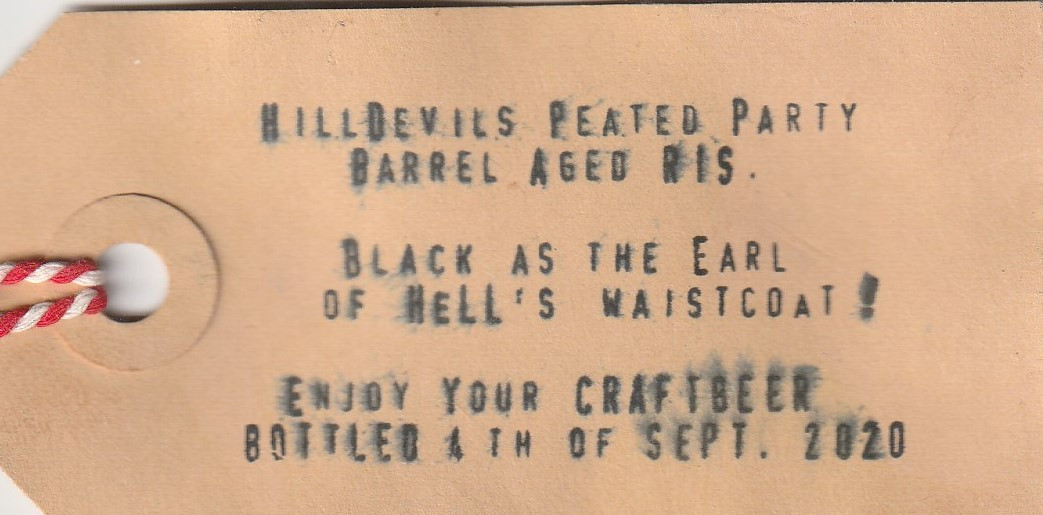 HillDevils Peated Party
Barrel Aged RIS.
Black as the Earl
of HeLL's waistcoaT!
Enjoy Your CRAFTBEER
BOTTLED 4 TH OF SEPT. 2020